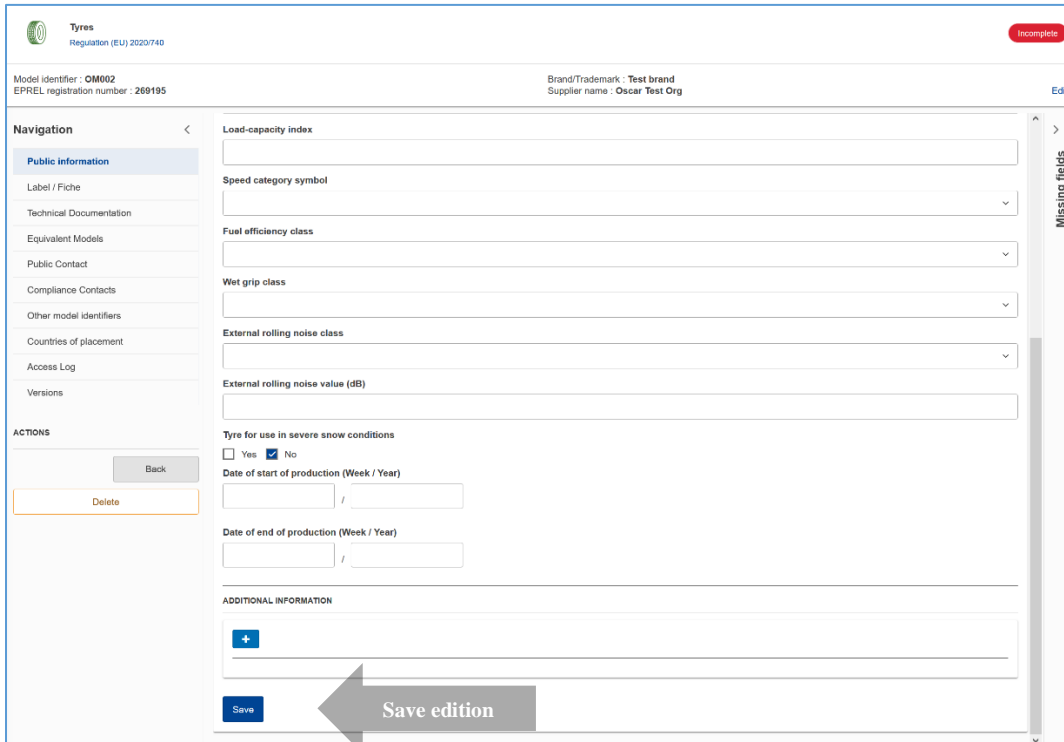 Tyres
Regulation (EU) 2020/740
Incomplete
Model identifier : OM002
EPREL registration number : 269195
Brand/Trademark : Test brand
Supplier name : Oscar Test Org
Navigation
Public information
Label / Fiche
Technical Documentation
Equivalent Models
Public Contact
Compliance Contacts
Other model identifiers
Countries of placement
Access Log
Versions
ACTIONS
Back
Delete
Load-capacity index
Speed category symbol
Fuel efficiency class
Wet grip class
External rolling noise class
External rolling noise value (dB)
Tyre for use in severe snow conditions
Yes No
Date of start of production (Week / Year)
/
Date of end of production (Week / Year)
/
ADDITIONAL INFORMATION
+
Save
Save edition
Missing fields